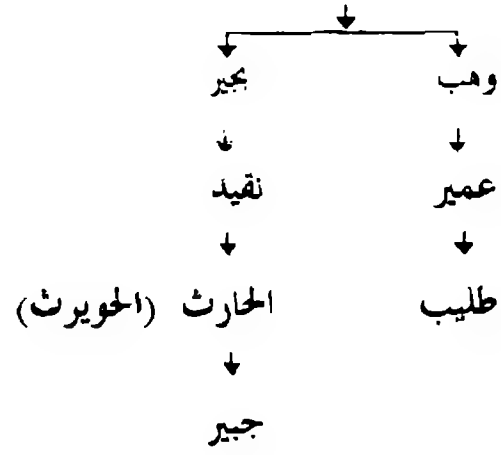 وهب بجير
عمير نقيد
طليب الحارث (الحويرث)
جبير